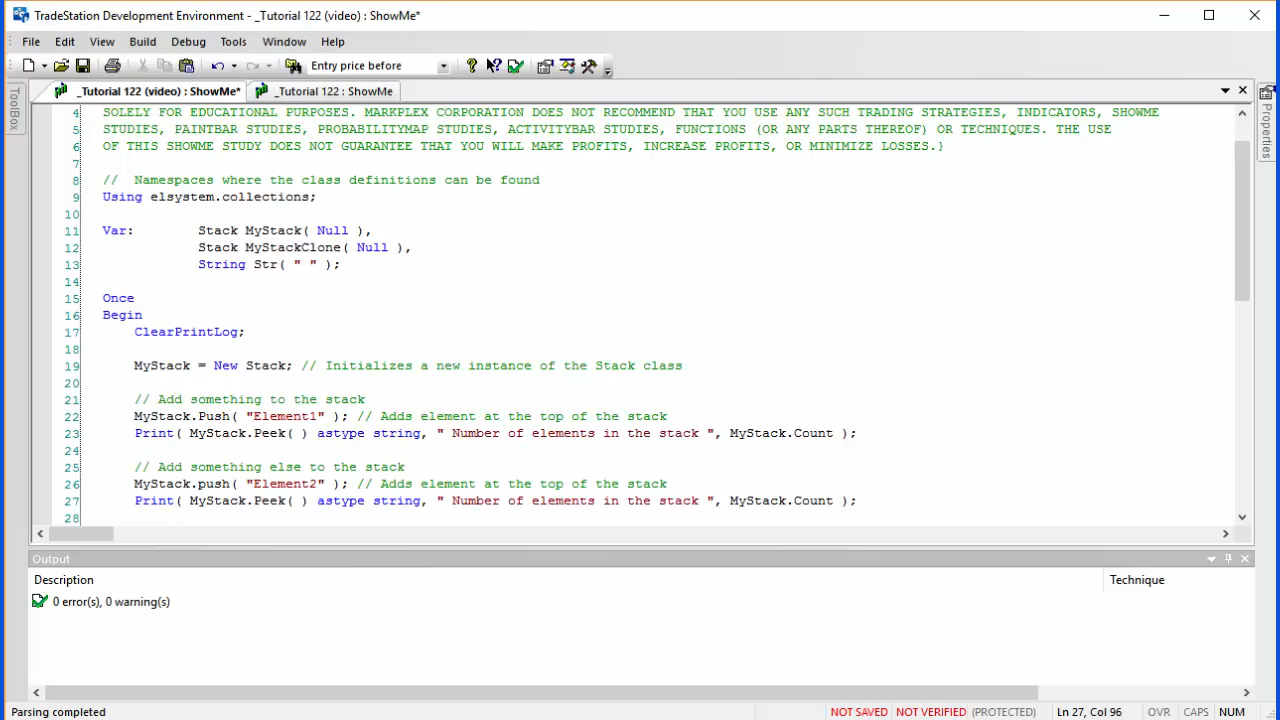 TradeStation Development Environment - _Tutorial 122 (video) : ShowMe*
File Edit View Build Debug Tools Window Help
Entry price before
_Tutorial 122 (video) : ShowMe* _Tutorial 122 : ShowMe
ToolBox
Properties
4 SOLELY FOR EDUCATIONAL PURPOSES. MARKPLEX CORPORATION DOES NOT RECOMMEND THAT YOU USE ANY SUCH TRADING STRATEGIES, INDICATORS, SHOWME
5 STUDIES, PAINTBAR STUDIES, PROBABILITYMAP STUDIES, ACTIVITYBAR STUDIES, FUNCTIONS (OR ANY PARTS THEREOF) OR TECHNIQUES. THE USE
6 OF THIS SHOWME STUDY DOES NOT GUARANTEE THAT YOU WILL MAKE PROFITS, INCREASE PROFITS, OR MINIMIZE LOSSES.}
7
8 // Namespaces where the class definitions can be found
9 Using elsystem.collections;
10
11 Var: Stack MyStack( Null ),
12 Stack MyStackClone( Null ),
13 String Str( " " );
14
15 Once
16 Begin
17 ClearPrintLog;
18
19 MyStack = New Stack; // Initializes a new instance of the Stack class
20
21 // Add something to the stack
22 MyStack.Push( "Element1" ); // Adds element at the top of the stack
23 Print( MyStack.Peek( ) astype string, " Number of elements in the stack ", MyStack.Count );
24
25 // Add something else to the stack
26 MyStack.push( "Element2" ); // Adds element at the top of the stack
27 Print( MyStack.Peek( ) astype string, " Number of elements in the stack ", MyStack.Count );
28
Output
Description Technique
0 error(s), 0 warning(s)
Parsing completed NOT SAVED NOT VERIFIED (PROTECTED) Ln 27, Col 96 OVR CAPS NUM